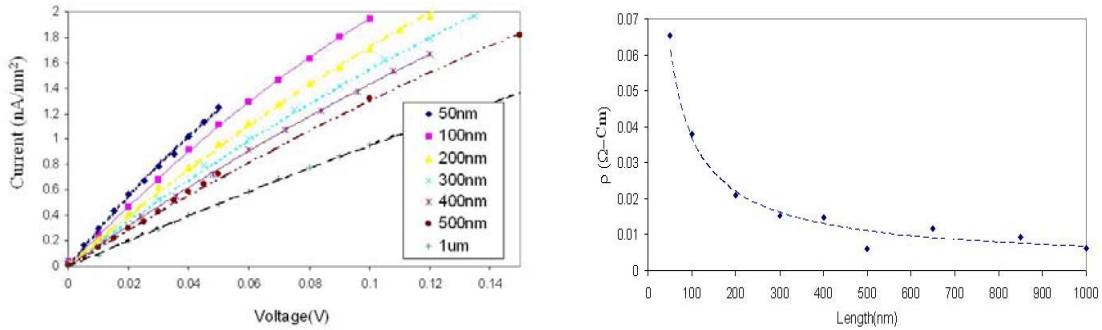 2
1.8
1.6
1.4
1.2
1
0.8
0.6
0.4
0.2
0
Current (nA/nm²)
0 0.02 0.04 0.06 0.08 0.1 0.12 0.14
Voltage(V)
50nm
100nm
200nm
300nm
400nm
500nm
1um
0.07
0.06
0.05
0.04
0.03
0.02
0.01
0
ρ (Ω–Cm)
0 100 200 300 400 500 600 700 800 900 1000
Length(nm)